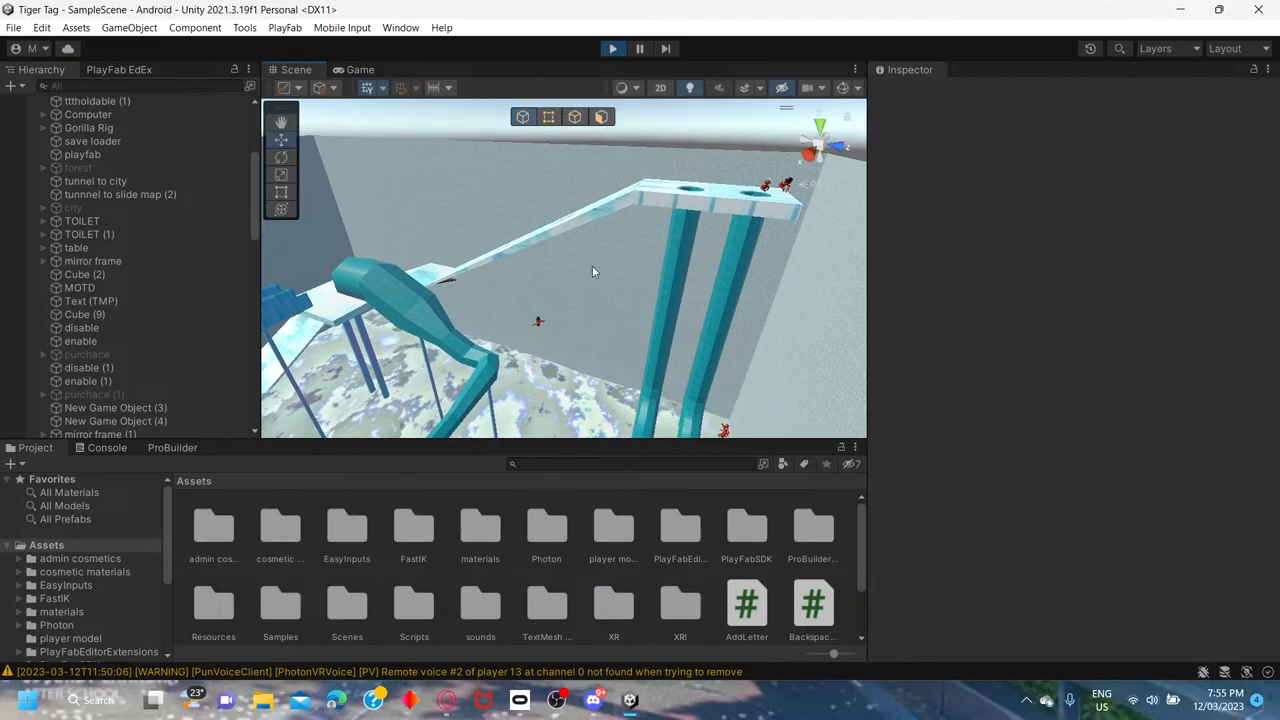 Tiger Tag - SampleScene - Android - Unity 2021.3.19f1 Personal <DX11>
File Edit Assets GameObject Component Tools PlayFab Mobile Input Window Help
M Layers Layout
Hierarchy PlayFab EdEx Scene Game Inspector
All 2D
tttholdable (1)
Computer
Gorilla Rig
save loader
playfab
forest
tunnel to city
tunnnel to slide map (2)
city
TOILET
TOILET (1)
table
mirror frame
Cube (2)
MOTD
Text (TMP)
Cube (9)
disable
enable
purchace
disable (1)
enable (1)
purchace (1)
New Game Object (3)
New Game Object (4)
mirror frame (1)
Project Console ProBuilder
7
Favorites
All Materials
All Models
All Prefabs
Assets
admin cosmetics
cosmetic materials
EasyInputs
FastIK
materials
Photon
player model
PlayFabEditorExtensions
Assets
admin cos... cosmetic ... EasyInputs FastIK materials Photon player mo... PlayFabEdi... PlayFabSDK ProBuilder...
Resources Samples Scenes Scripts sounds TextMesh ... XR XRI AddLetter Backspac...
[2023-03-12T11:50:06] [WARNING] [PunVoiceClient] [PhotonVRVoice] [PV] Remote voice #2 of player 13 at channel 0 not found when trying to remove
Search 23° 9+ ENG US 7:55 PM 12/03/2023 4